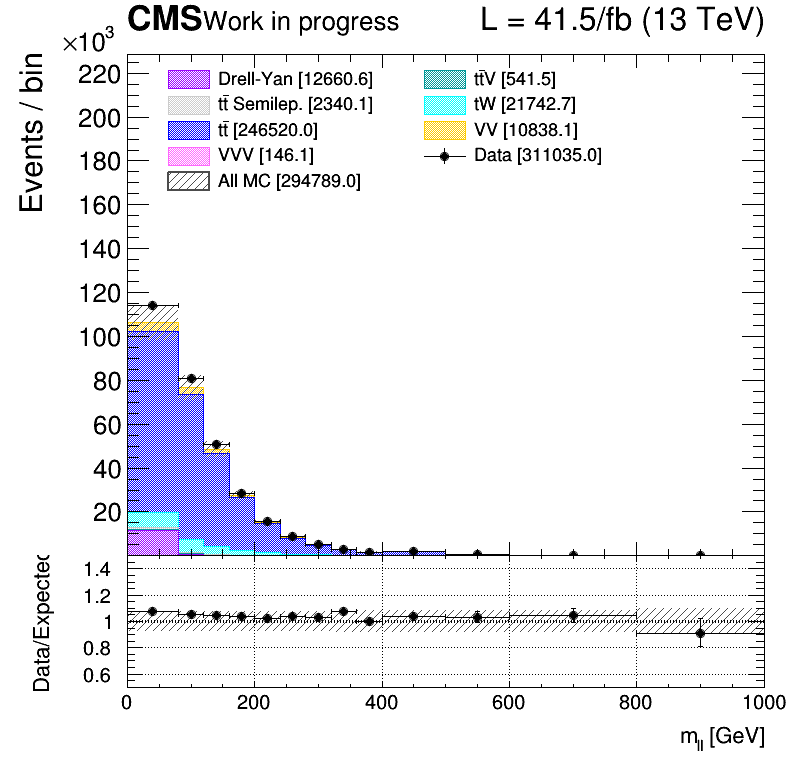 CMS Work in progress L = 41.5/fb (13 TeV)
×10³
Events / bin
220
200
180
160
140
120
100
80
60
40
20
Drell-Yan [12660.6]
tt̄ Semilep. [2340.1]
tt̄ [246520.0]
VVV [146.1]
All MC [294789.0]
tt̄V [541.5]
tW [21742.7]
VV [10838.1]
Data [311035.0]
Data/Expected
1.4
1.2
1
0.8
0.6
0 200 400 600 800 1000
m_ll [GeV]